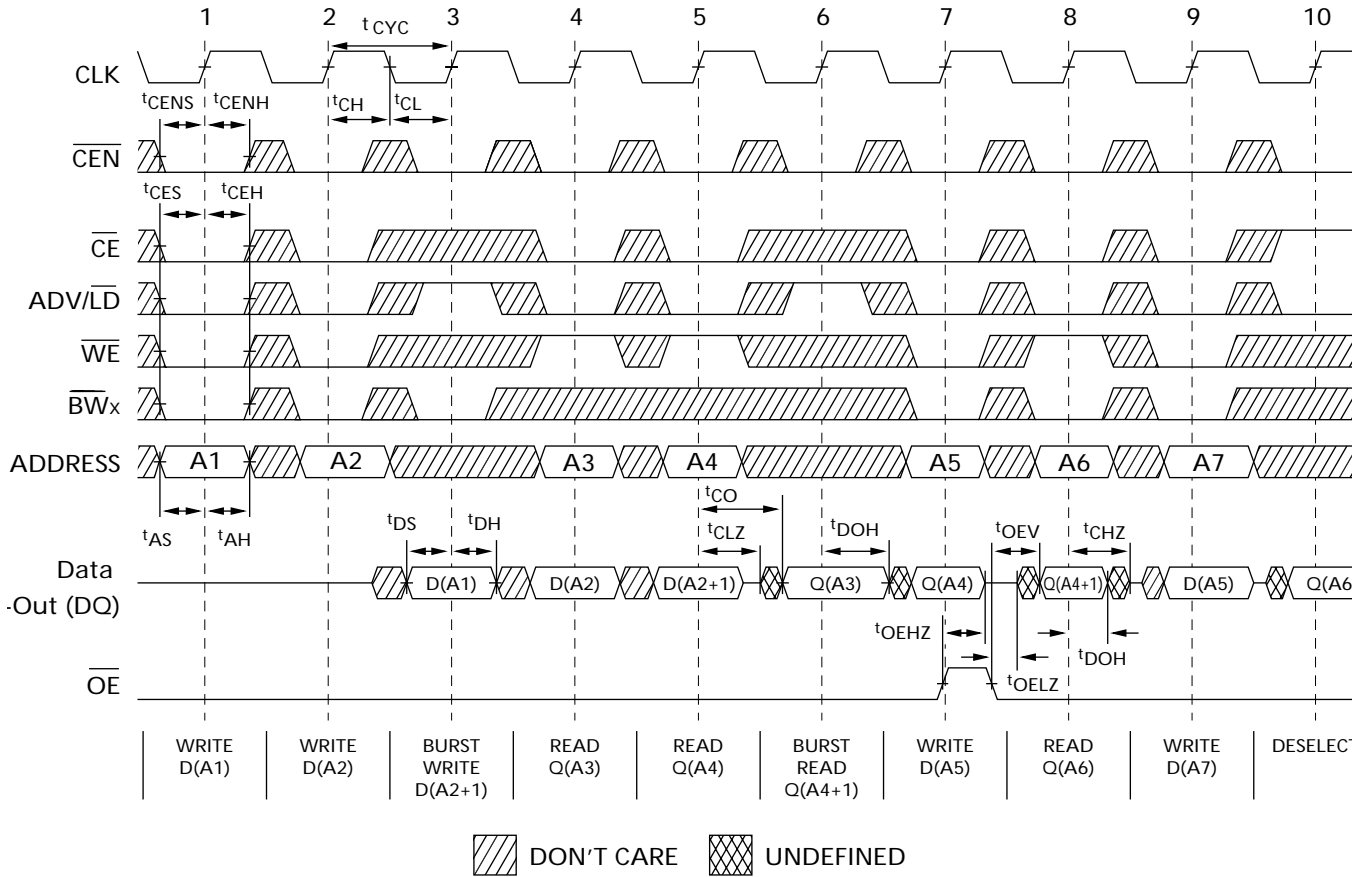 1 2 3 4 5 6 7 8 9 10
tCYC
CLK
tCENS tCENH tCH tCL
CEN
tCES tCEH
CE
ADV/LD
WE
BWx
ADDRESS A1 A2 A3 A4 A5 A6 A7
tCO
tAS tAH tDS tDH tCLZ tDOH tOEV tCHZ
Data
-Out (DQ) D(A1) D(A2) D(A2+1) Q(A3) Q(A4) Q(A4+1) D(A5) Q(A6
tOEHZ tDOH
tOELZ
OE
WRITE WRITE BURST READ READ BURST WRITE READ WRITE DESELECT
D(A1) D(A2) WRITE Q(A3) Q(A4) READ D(A5) Q(A6) D(A7)
D(A2+1) Q(A4+1)
DON'T CARE UNDEFINED